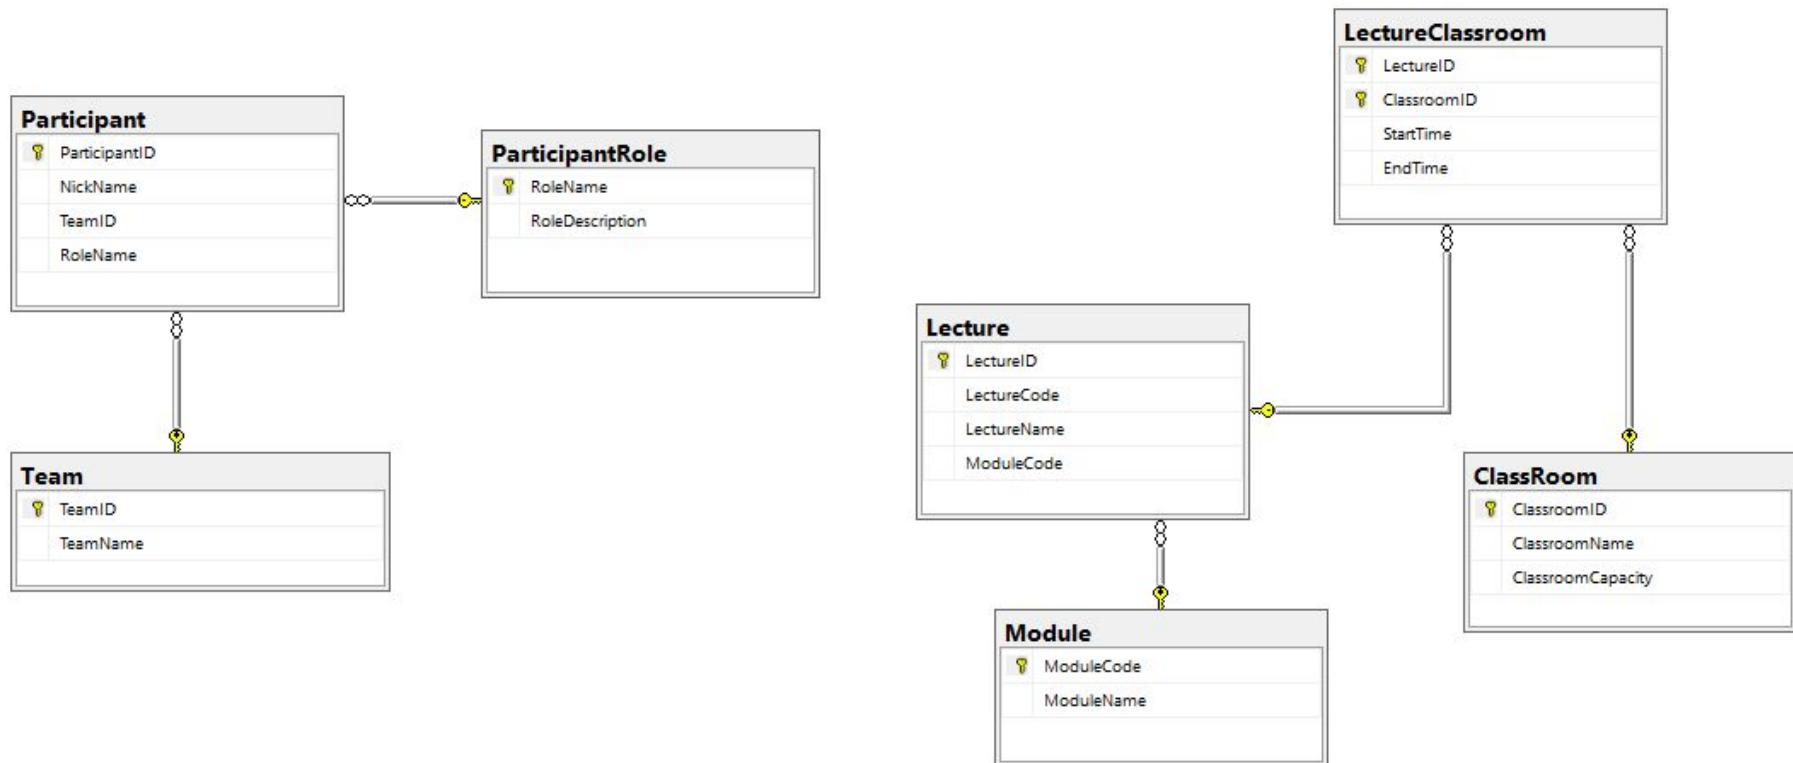 Participant
ParticipantID
NickName
TeamID
RoleName
ParticipantRole
RoleName
RoleDescription
Team
TeamID
TeamName
LectureClassroom
LectureID
ClassroomID
StartTime
EndTime
Lecture
LectureID
LectureCode
LectureName
ModuleCode
ClassRoom
ClassroomID
ClassroomName
ClassroomCapacity
Module
ModuleCode
ModuleName